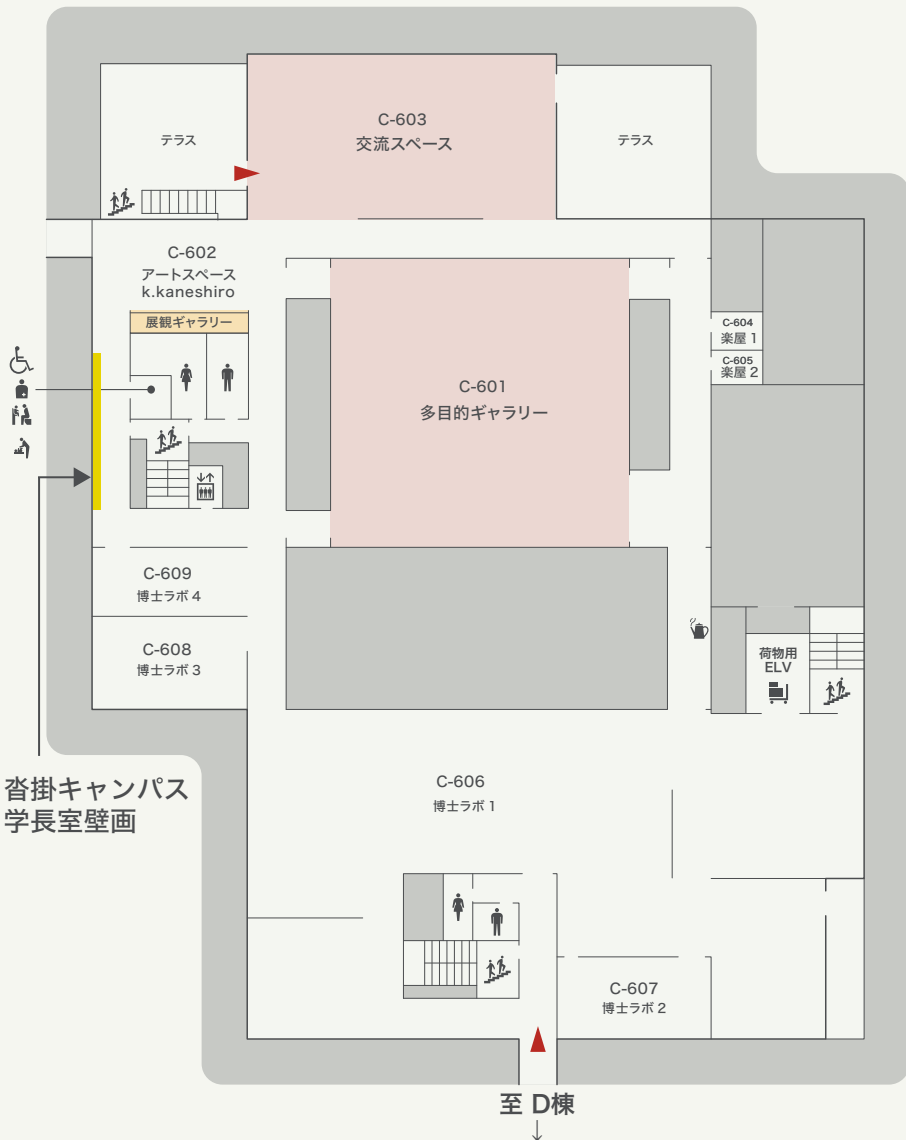 C-603
交流スペース
テラス
テラス
C-602
アートスペース
k.kaneshiro
展観ギャラリー
C-604
楽屋 1
C-605
楽屋 2
C-601
多目的ギャラリー
C-609
博士ラボ 4
C-608
博士ラボ 3
荷物用
ELV
沓掛キャンパス
学長室壁画
C-606
博士ラボ 1
C-607
博士ラボ 2
至 D棟